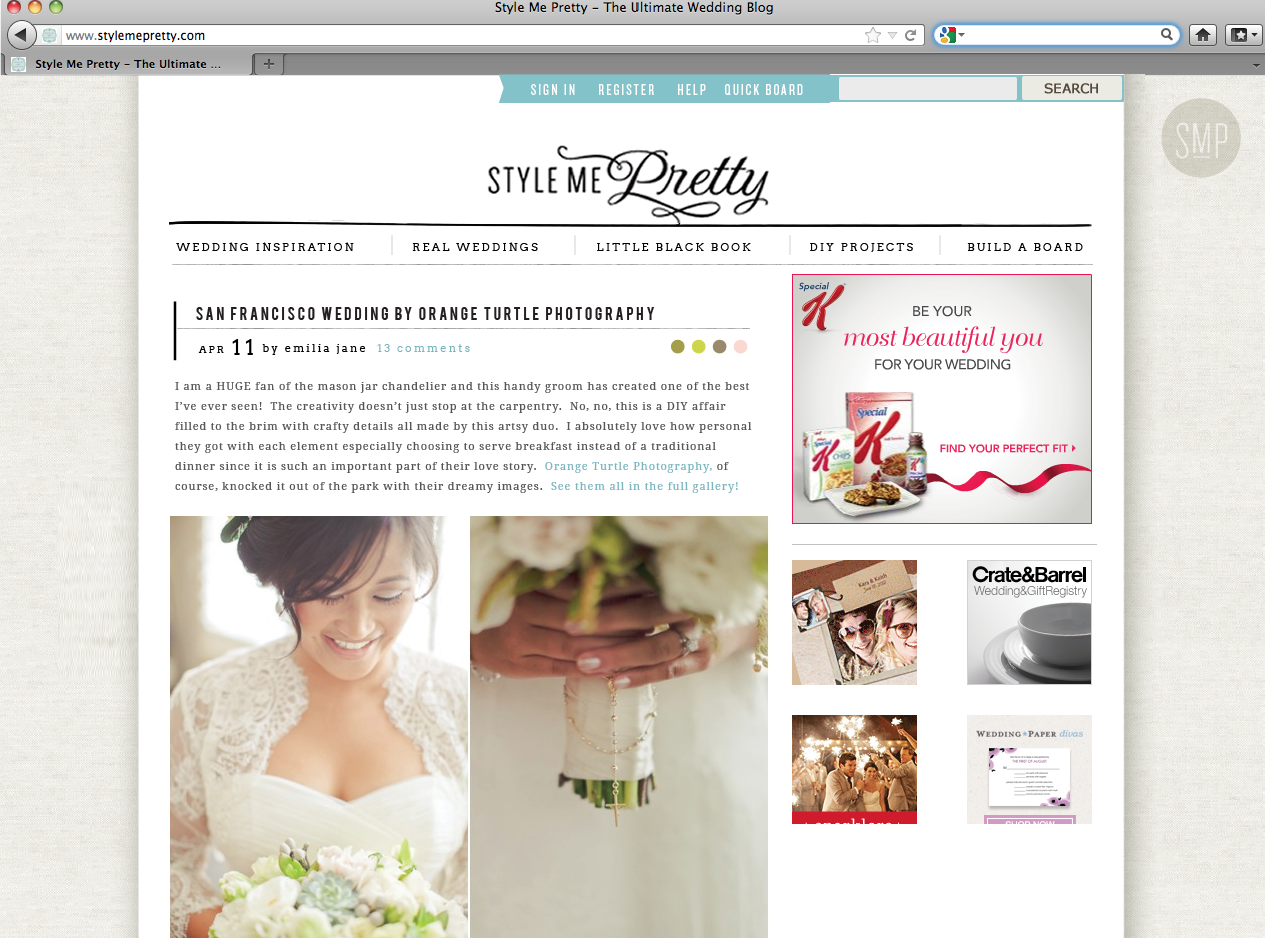 Style Me Pretty – The Ultimate Wedding Blog
www.stylemepretty.com
Style Me Pretty – The Ultimate ...
SIGN IN REGISTER HELP QUICK BOARD SEARCH
SMP
STYLE ME Pretty
WEDDING INSPIRATION REAL WEDDINGS LITTLE BLACK BOOK DIY PROJECTS BUILD A BOARD
SAN FRANCISCO WEDDING BY ORANGE TURTLE PHOTOGRAPHY
APR 11 by emilia jane 13 comments
I am a HUGE fan of the mason jar chandelier and this handy groom has created one of the best
I've ever seen! The creativity doesn't just stop at the carpentry. No, no, this is a DIY affair
filled to the brim with crafty details all made by this artsy duo. I absolutely love how personal
they got with each element especially choosing to serve breakfast instead of a traditional
dinner since it is such an important part of their love story. Orange Turtle Photography, of
course, knocked it out of the park with their dreamy images. See them all in the full gallery!
Special K
BE YOUR
most beautiful you
FOR YOUR WEDDING
Special K
Special K
FIND YOUR PERFECT FIT
Crate&Barrel
Wedding&GiftRegistry
WEDDING PAPER divas
SHOP NOW